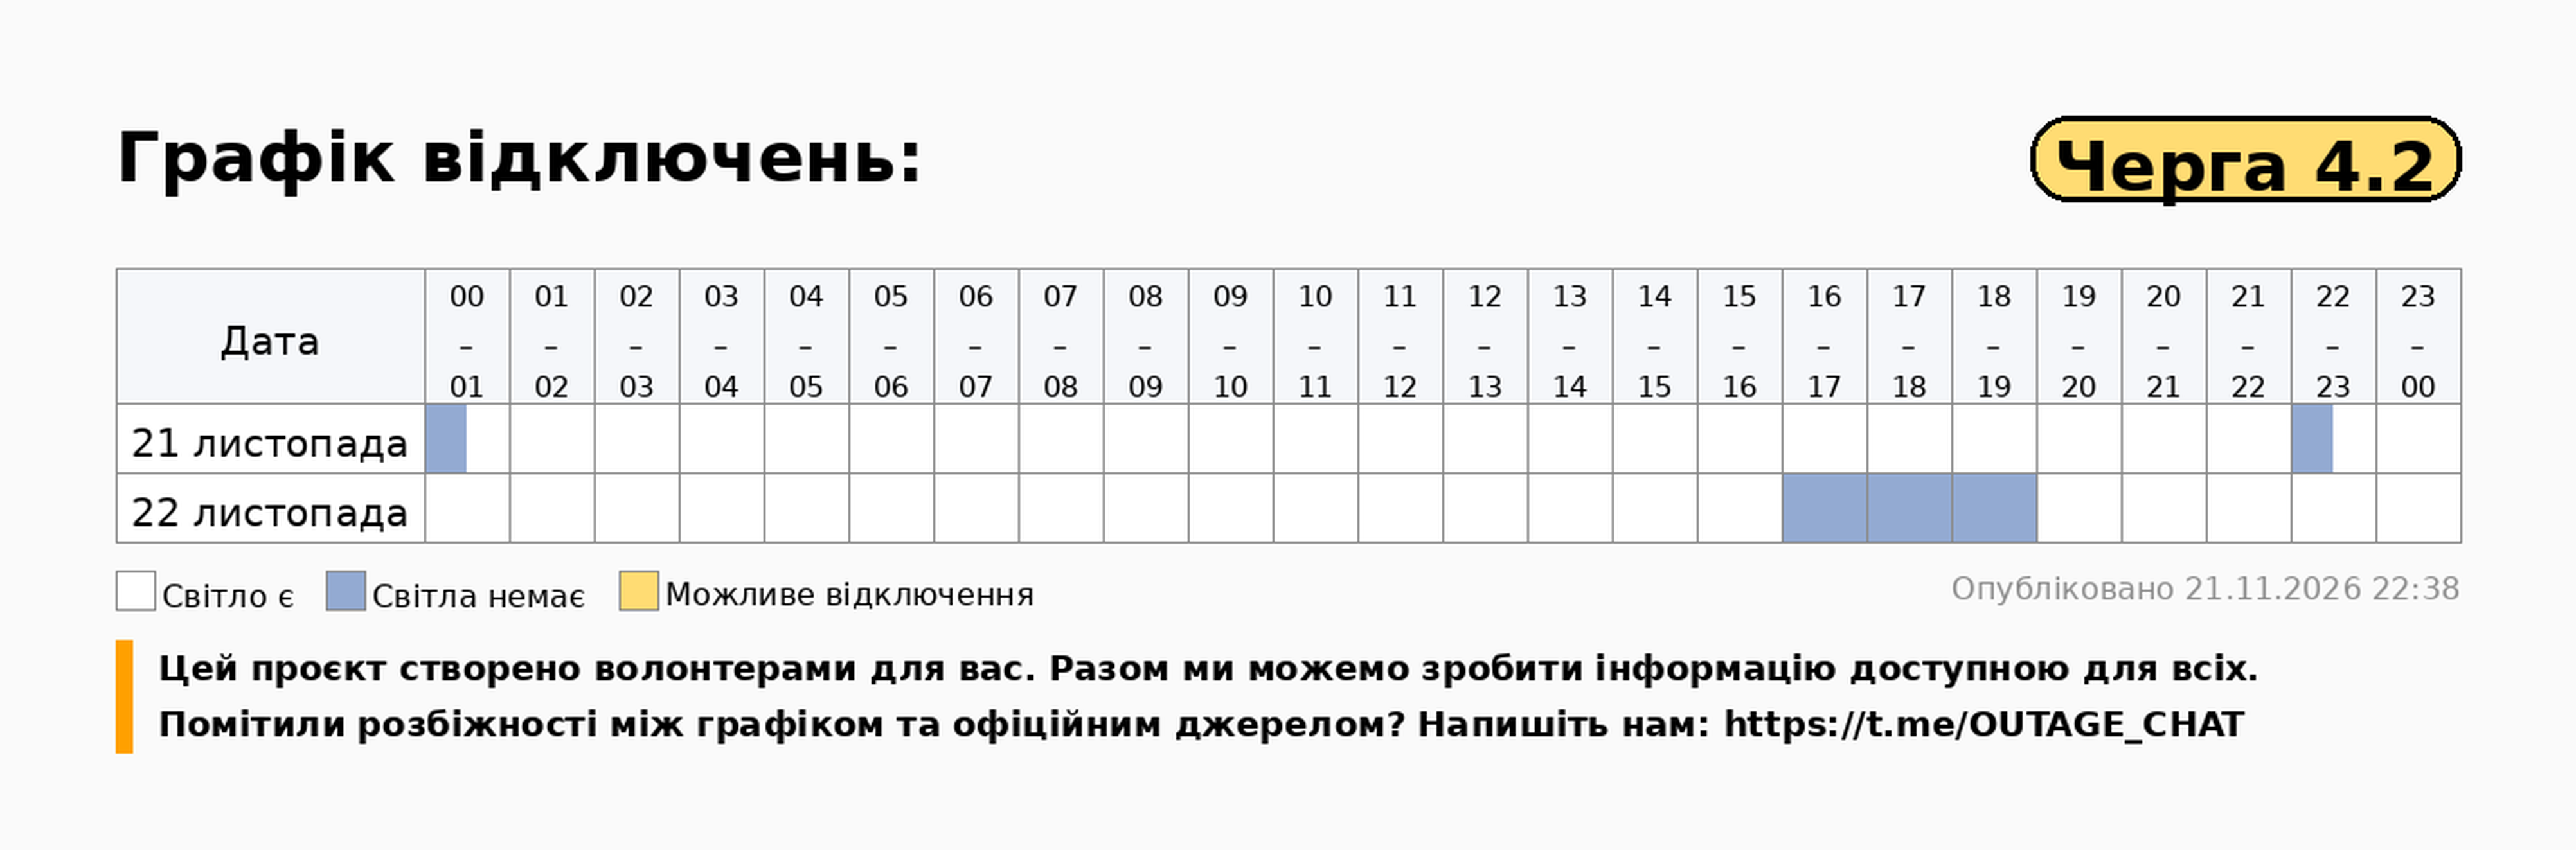 Графік відключень:
Черга 4.2
Дата
00 – 01
01 – 02
02 – 03
03 – 04
04 – 05
05 – 06
06 – 07
07 – 08
08 – 09
09 – 10
10 – 11
11 – 12
12 – 13
13 – 14
14 – 15
15 – 16
16 – 17
17 – 18
18 – 19
19 – 20
20 – 21
21 – 22
22 – 23
23 – 00
21 листопада
22 листопада
Світло є
Світла немає
Можливе відключення
Опубліковано 21.11.2026 22:38
Цей проєкт створено волонтерами для вас. Разом ми можемо зробити інформацію доступною для всіх.
Помітили розбіжності між графіком та офіційним джерелом? Напишіть нам: https://t.me/OUTAGE_CHAT